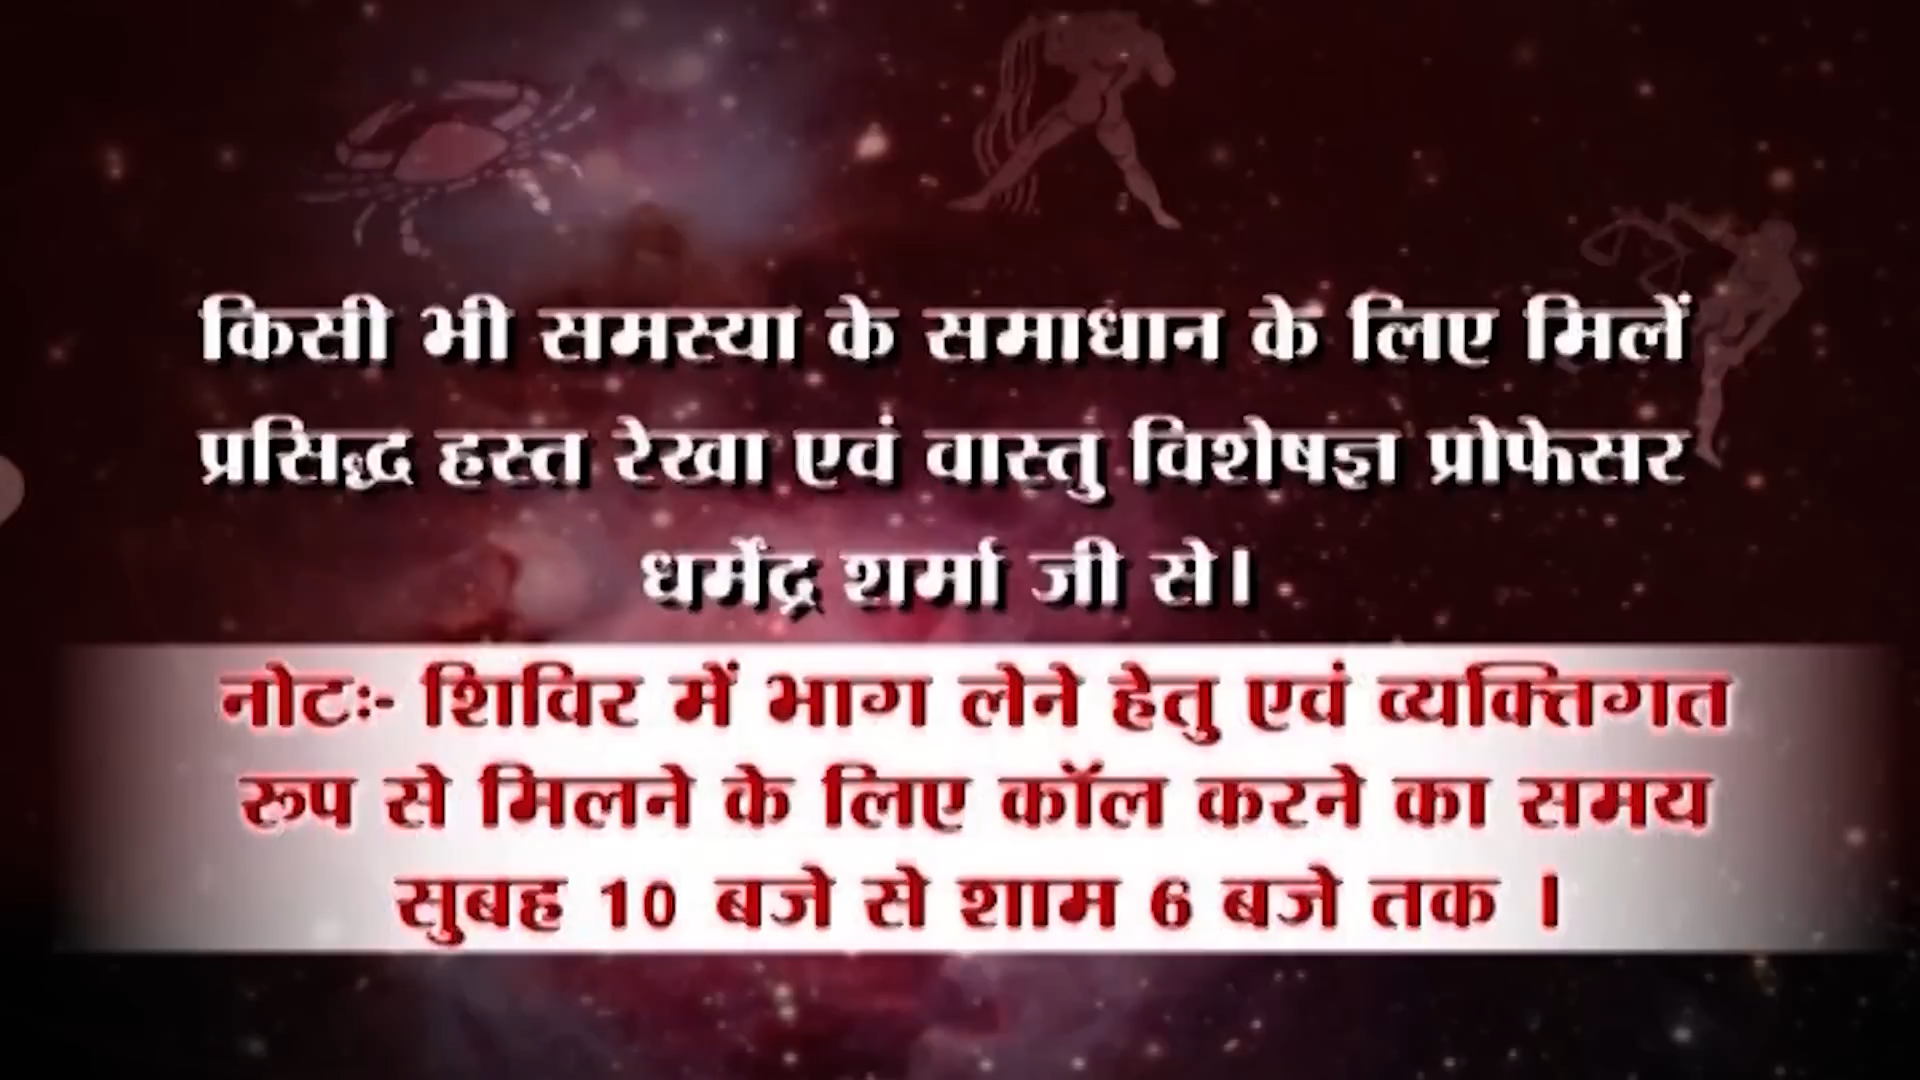 किसी भी समस्या के समाधान के लिए मिलें
प्रसिद्ध हस्त रेखा एवं वास्तु विशेषज्ञ प्रोफेसर
धर्मेंद्र शर्मा जी से।
नोटः- शिविर में भाग लेने हेतु एवं व्यक्तिगत
रूप से मिलने के लिए कॉल करने का समय
सुबह 10 बजे से शाम 6 बजे तक ।